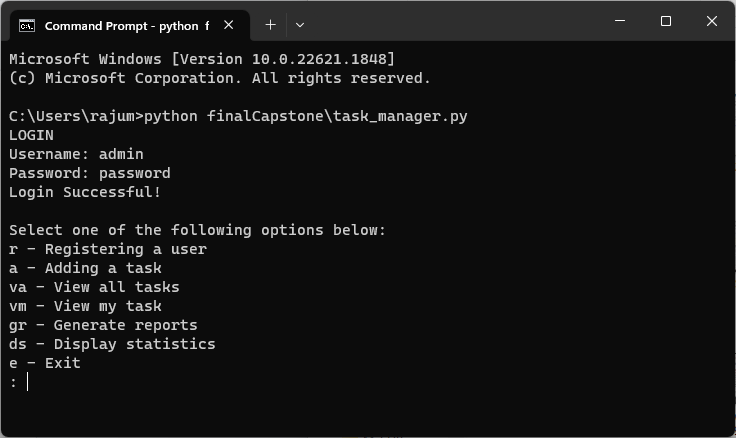 Command Prompt - python f
Microsoft Windows [Version 10.0.22621.1848]
(c) Microsoft Corporation. All rights reserved.
C:\Users\rajum>python finalCapstone\task_manager.py
LOGIN
Username: admin
Password: password
Login Successful!
Select one of the following options below:
r - Registering a user
a - Adding a task
va - View all tasks
vm - View my task
gr - Generate reports
ds - Display statistics
e - Exit
: